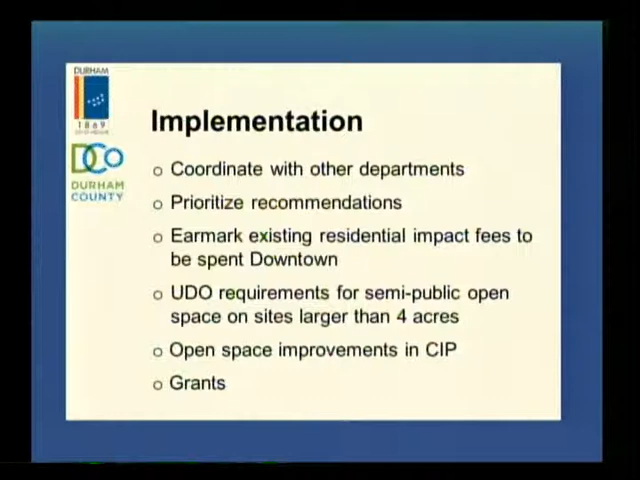 DURHAM
1869
DCO
DURHAM
COUNTY
Implementation
Coordinate with other departments
Prioritize recommendations
Earmark existing residential impact fees to
be spent Downtown
UDO requirements for semi-public open
space on sites larger than 4 acres
Open space improvements in CIP
Grants